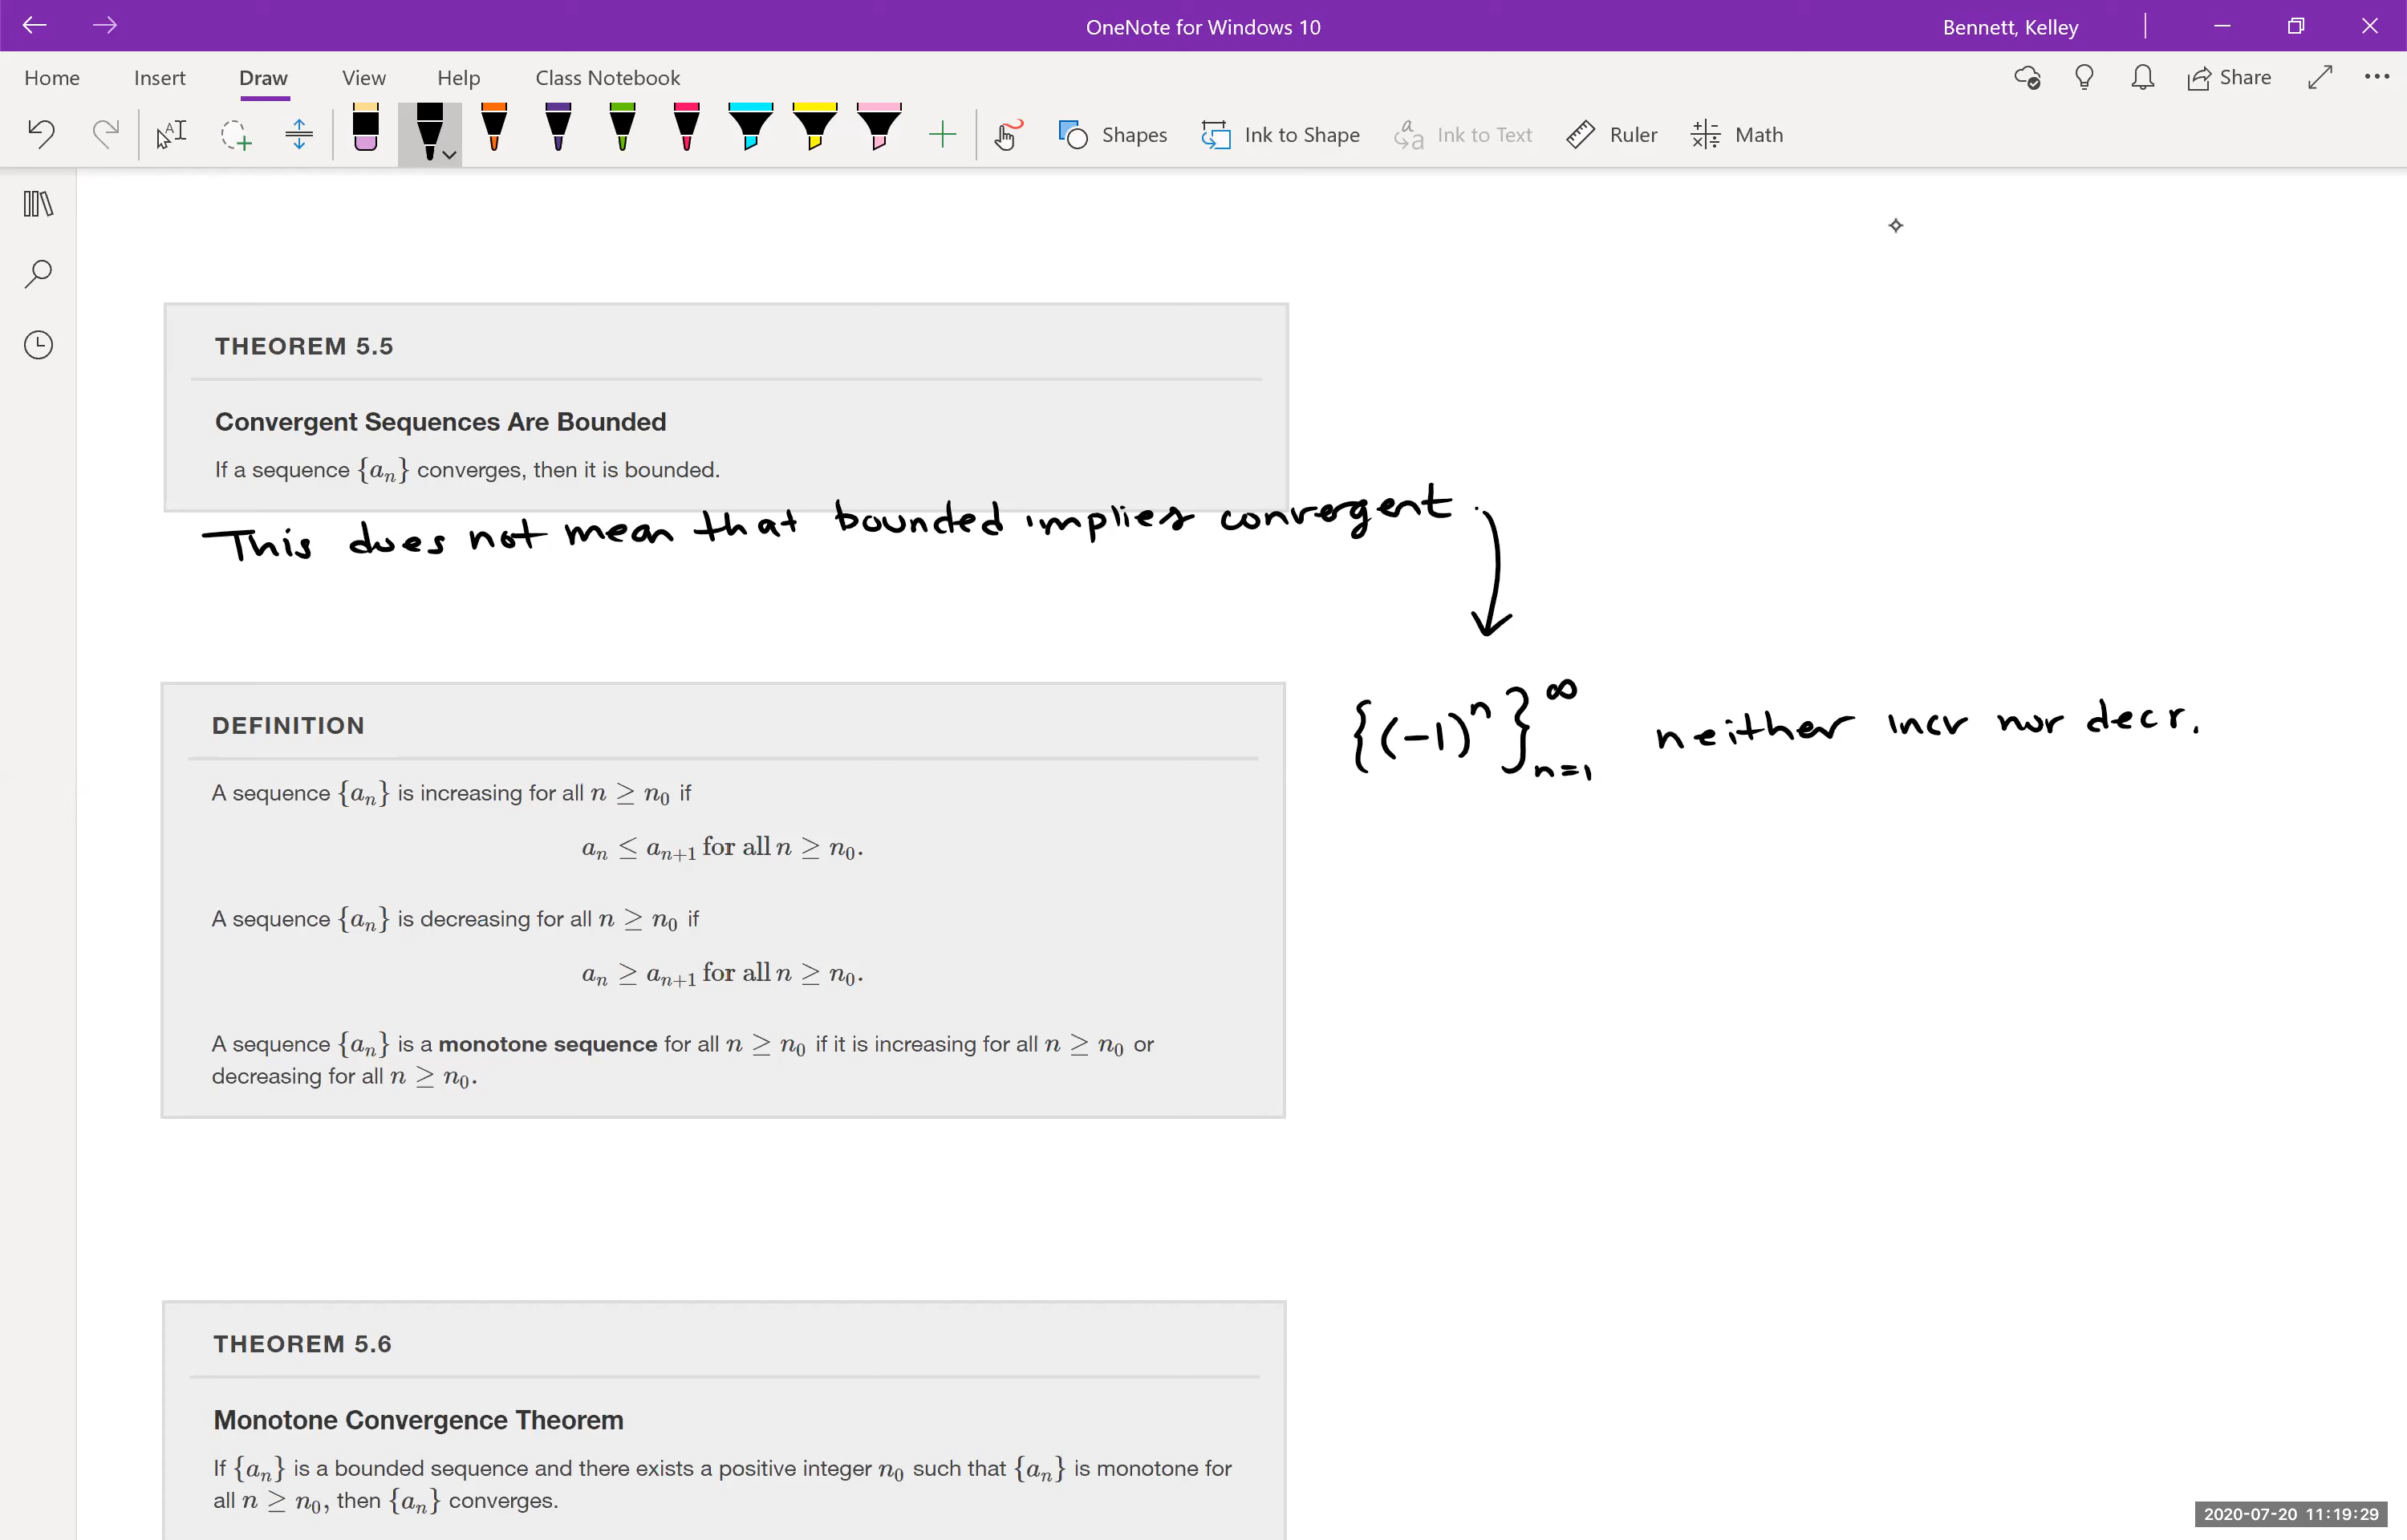 OneNote for Windows 10
Bennett, Kelley
Home Insert Draw View Help Class Notebook Share
Shapes Ink to Shape Ink to Text Ruler Math
THEOREM 5.5
Convergent Sequences Are Bounded
If a sequence {aₙ} converges, then it is bounded.
This does not mean that bounded implies convergent.
{(-1)ⁿ}_{n=1}^∞ neither incr nor decr.
DEFINITION
A sequence {aₙ} is increasing for all n ≥ n₀ if
aₙ ≤ aₙ₊₁ for all n ≥ n₀.
A sequence {aₙ} is decreasing for all n ≥ n₀ if
aₙ ≥ aₙ₊₁ for all n ≥ n₀.
A sequence {aₙ} is a monotone sequence for all n ≥ n₀ if it is increasing for all n ≥ n₀ or
decreasing for all n ≥ n₀.
THEOREM 5.6
Monotone Convergence Theorem
If {aₙ} is a bounded sequence and there exists a positive integer n₀ such that {aₙ} is monotone for
all n ≥ n₀, then {aₙ} converges.
2020-07-20 11:19:29